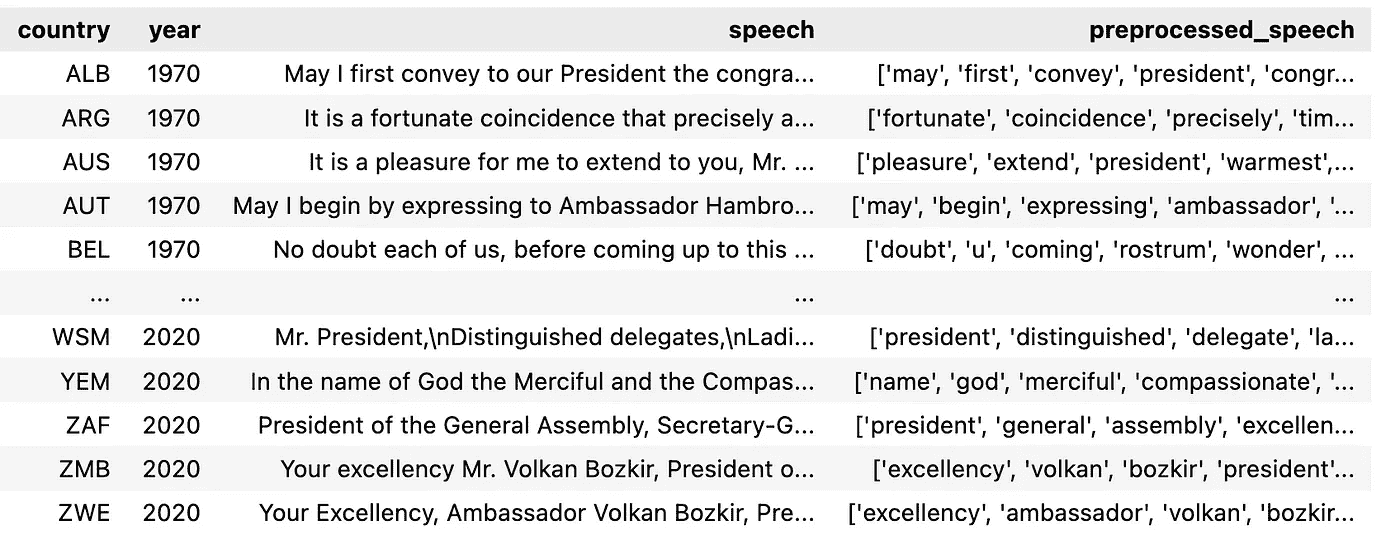 country year speech preprocessed_speech
ALB 1970 May I first convey to our President the congra... ['may', 'first', 'convey', 'president', 'congr...
ARG 1970 It is a fortunate coincidence that precisely a... ['fortunate', 'coincidence', 'precisely', 'tim...
AUS 1970 It is a pleasure for me to extend to you, Mr. ... ['pleasure', 'extend', 'president', 'warmest',...
AUT 1970 May I begin by expressing to Ambassador Hambro... ['may', 'begin', 'expressing', 'ambassador', '...
BEL 1970 No doubt each of us, before coming up to this ... ['doubt', 'u', 'coming', 'rostrum', 'wonder', ...
... ... ... ...
WSM 2020 Mr. President,\nDistinguished delegates,\nLadi... ['president', 'distinguished', 'delegate', 'la...
YEM 2020 In the name of God the Merciful and the Compas... ['name', 'god', 'merciful', 'compassionate', '...
ZAF 2020 President of the General Assembly, Secretary-G... ['president', 'general', 'assembly', 'excellen...
ZMB 2020 Your excellency Mr. Volkan Bozkir, President o... ['excellency', 'volkan', 'bozkir', 'president'...
ZWE 2020 Your Excellency, Ambassador Volkan Bozkir, Pre... ['excellency', 'ambassador', 'volkan', 'bozkir...